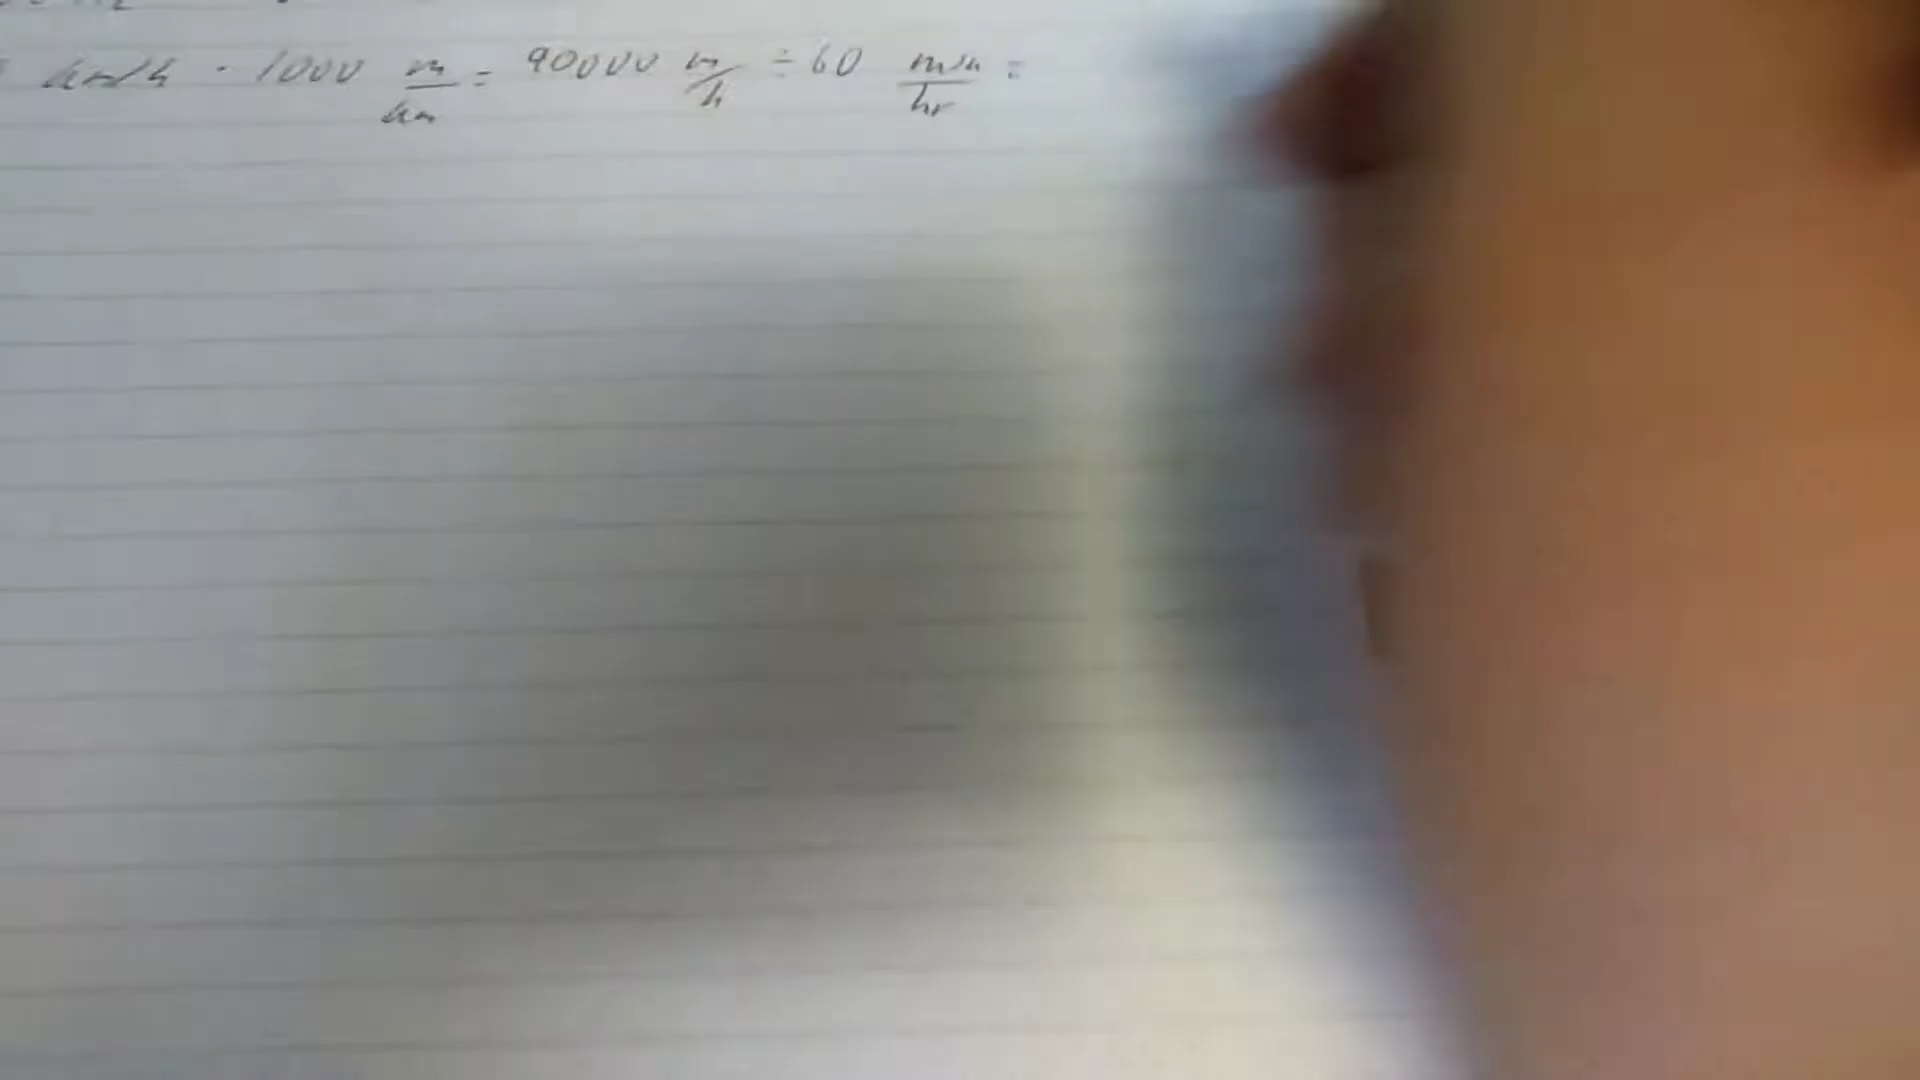 km/h · 1000 m/km = 90000 m/h ÷ 60 min/hr =